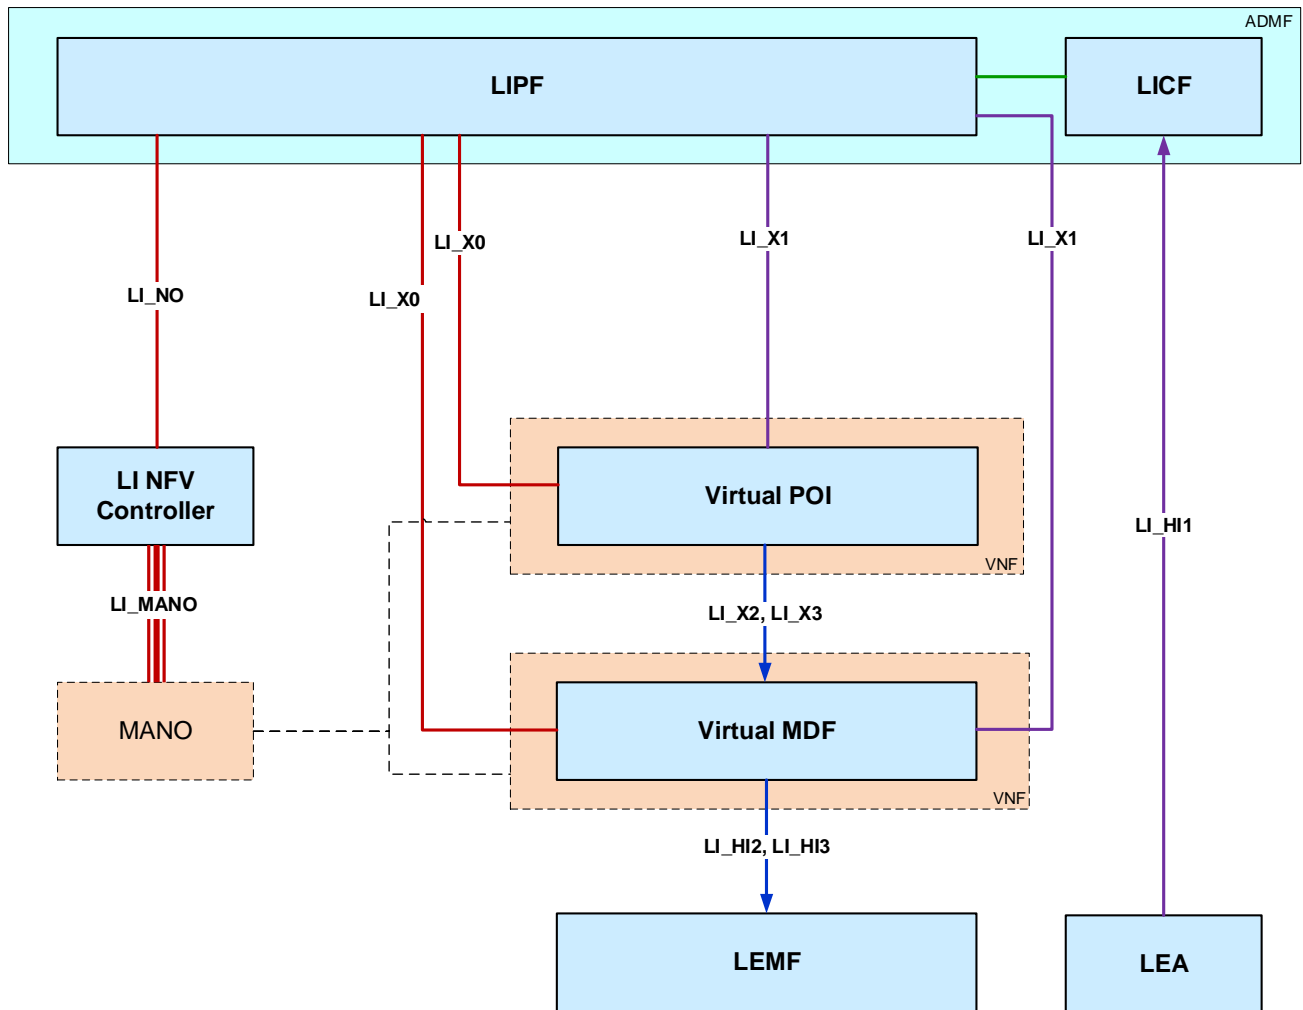 ADMF
LIPF
LICF
LI_X0
LI_X1
LI_X1
LI_NO
LI_X0
LI NFV
Controller
Virtual POI
LI_HI1
VNF
LI_MANO
LI_X2, LI_X3
MANO
Virtual MDF
VNF
LI_HI2, LI_HI3
LEMF
LEA